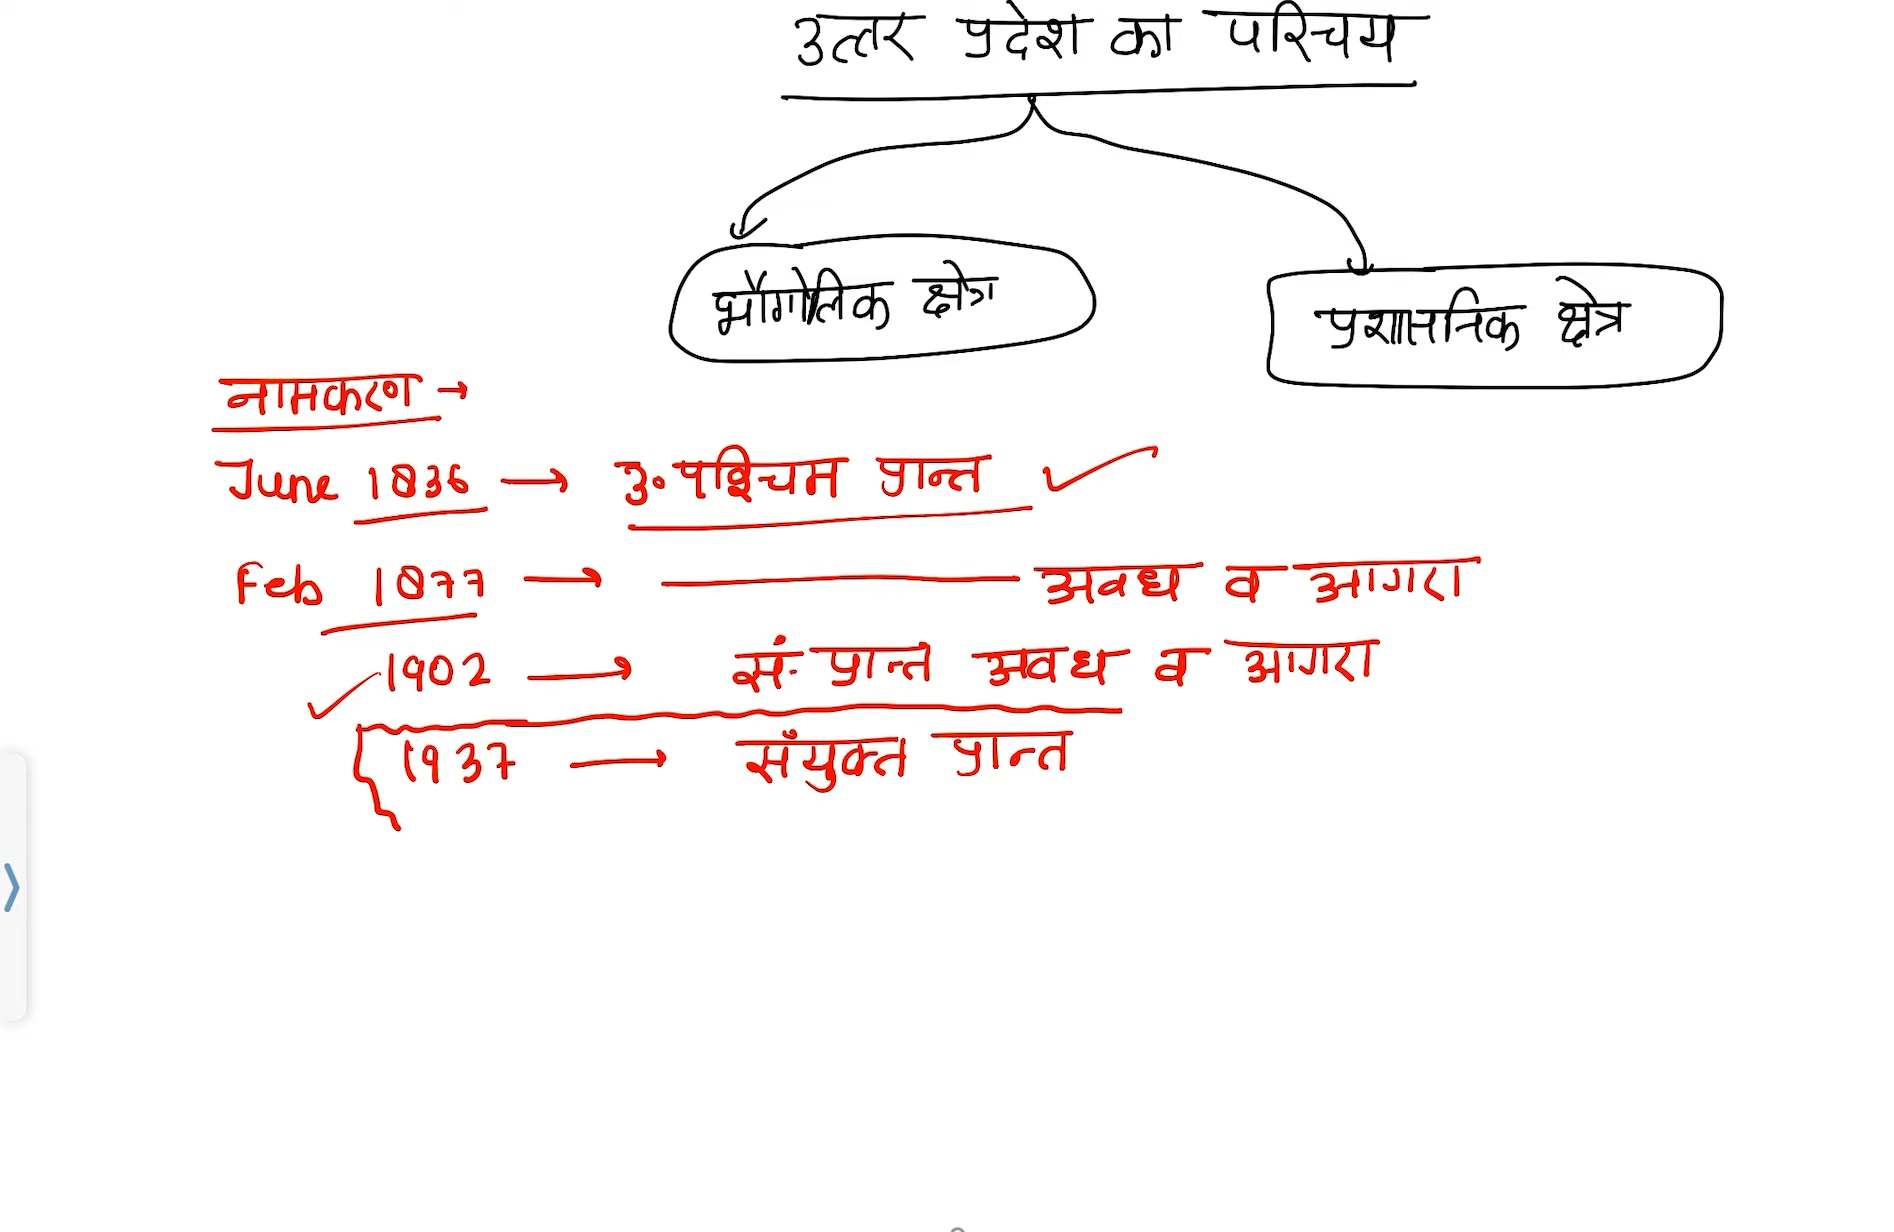 उत्तर प्रदेश का परिचय
भौगोलिक क्षेत्र
प्रशासनिक क्षेत्र
नामकरण →
June 1836 → उ० पश्चिम प्रान्त
Feb 1877 → ——— अवध व आगरा
1902 → सं. प्रान्त अवध व आगरा
1937 → संयुक्त प्रान्त